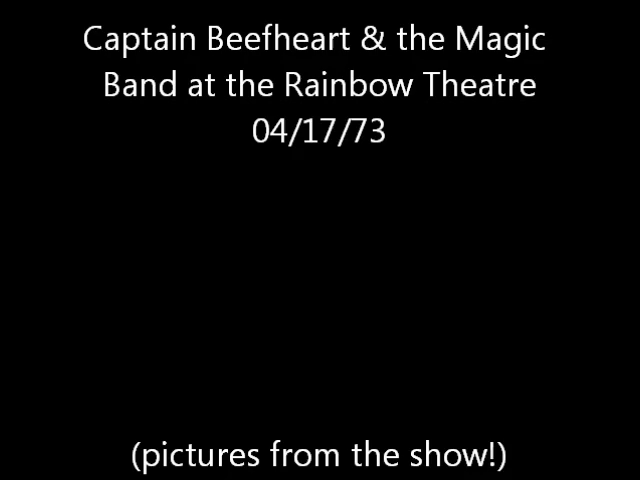 Captain Beefheart & the Magic
Band at the Rainbow Theatre
04/17/73
(pictures from the show!)